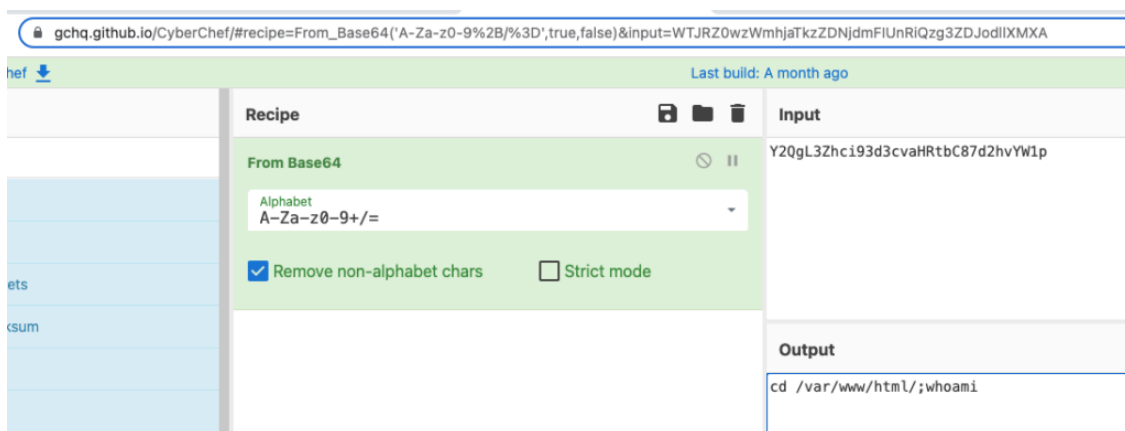 gchq.github.io/CyberChef/#recipe=From_Base64('A-Za-z0-9%2B/%3D',true,false)&input=WTJRZ0wzWmhjaTkzZDNjdmFIUnRiQzg3ZDJodllXMXA
hef
Last build: A month ago
Recipe
Input
From Base64
Y2QgL3Zhci93d3cvaHRtbC87d2hvYW1p
Alphabet
A-Za-z0-9+/=
Remove non-alphabet chars
Strict mode
ets
ksum
Output
cd /var/www/html/;whoami